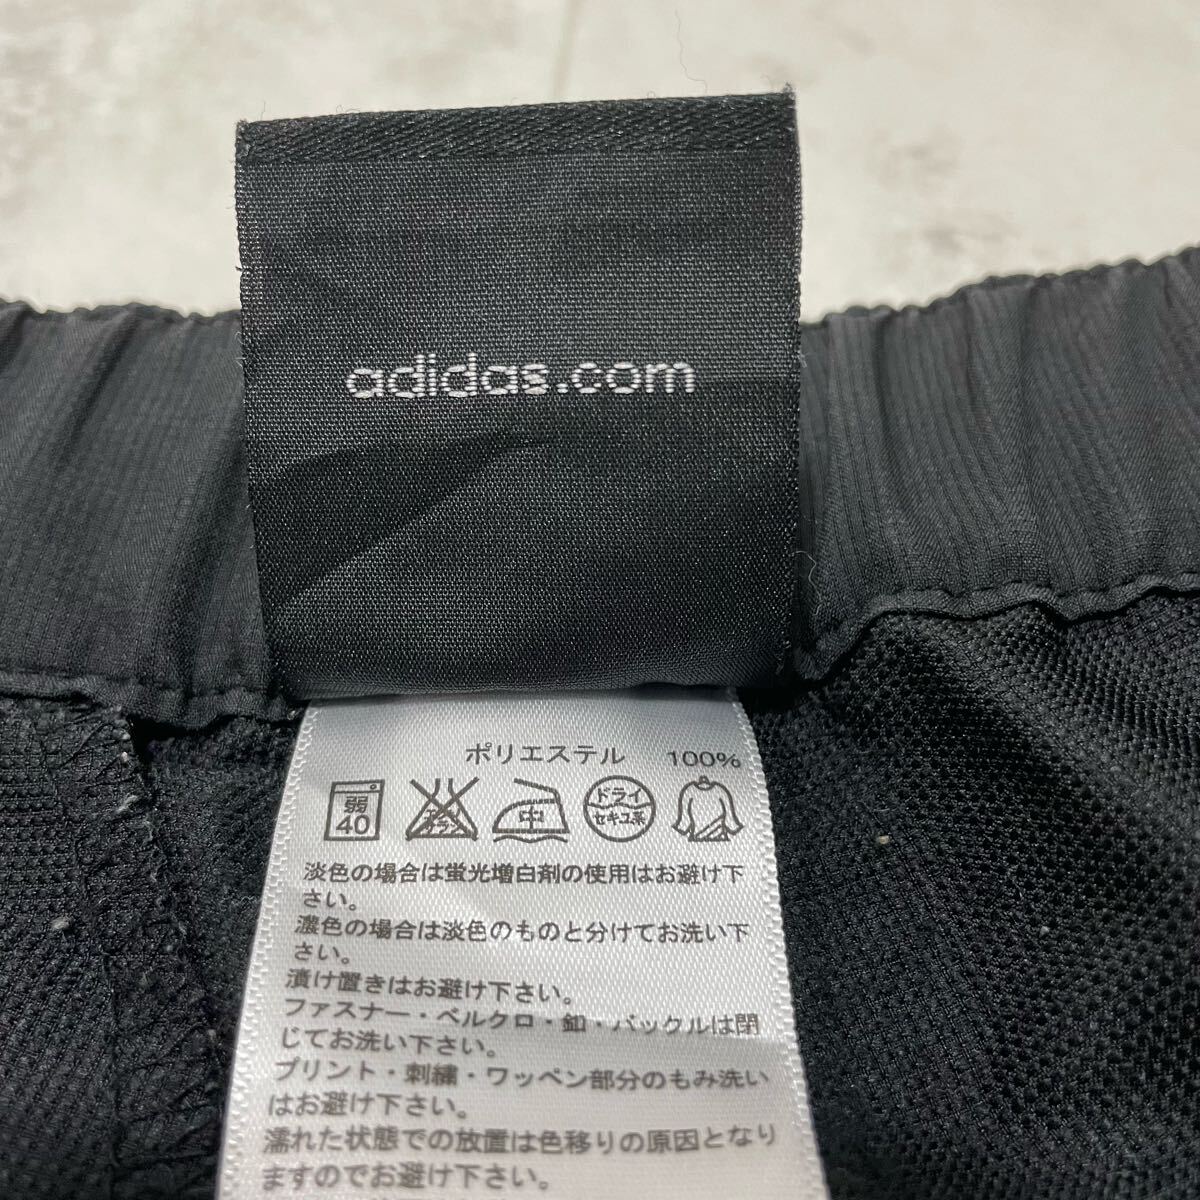 adidas.com
ポリエステル 100%
弱 40 エンソ サラシ 中 ドライ セキユ系
淡色の場合は蛍光増白剤の使用はお避け下
さい。
濃色の場合は淡色のものと分けてお洗い下
さい。
漬け置きはお避け下さい。
ファスナー・ベルクロ・釦・バックルは閉
じてお洗い下さい。
プリント・刺繍・ワッペン部分のもみ洗い
はお避け下さい。
濡れた状態での放置は色移りの原因となり
ますのでお避け下さい。